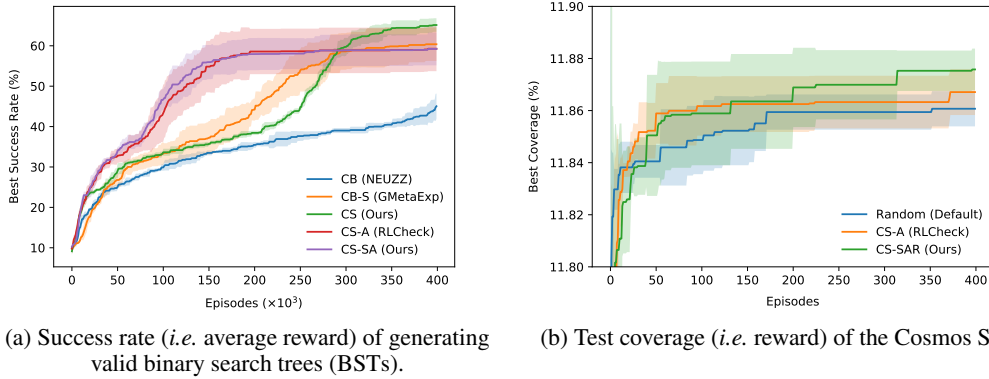 60
50
40
30
20
10
Best Success Rate (%)
CB (NEUZZ)
CB-S (GMetaExp)
CS (Ours)
CS-A (RLCheck)
CS-SA (Ours)
0 50 100 150 200 250 300 350 400
Episodes (×10³)
(a) Success rate (i.e. average reward) of generating
valid binary search trees (BSTs).
11.90
11.88
11.86
11.84
11.82
11.80
Best Coverage (%)
Random (Default)
CS-A (RLCheck)
CS-SAR (Ours)
0 50 100 150 200 250 300 350 400
Episodes
(b) Test coverage (i.e. reward) of the Cosmos S